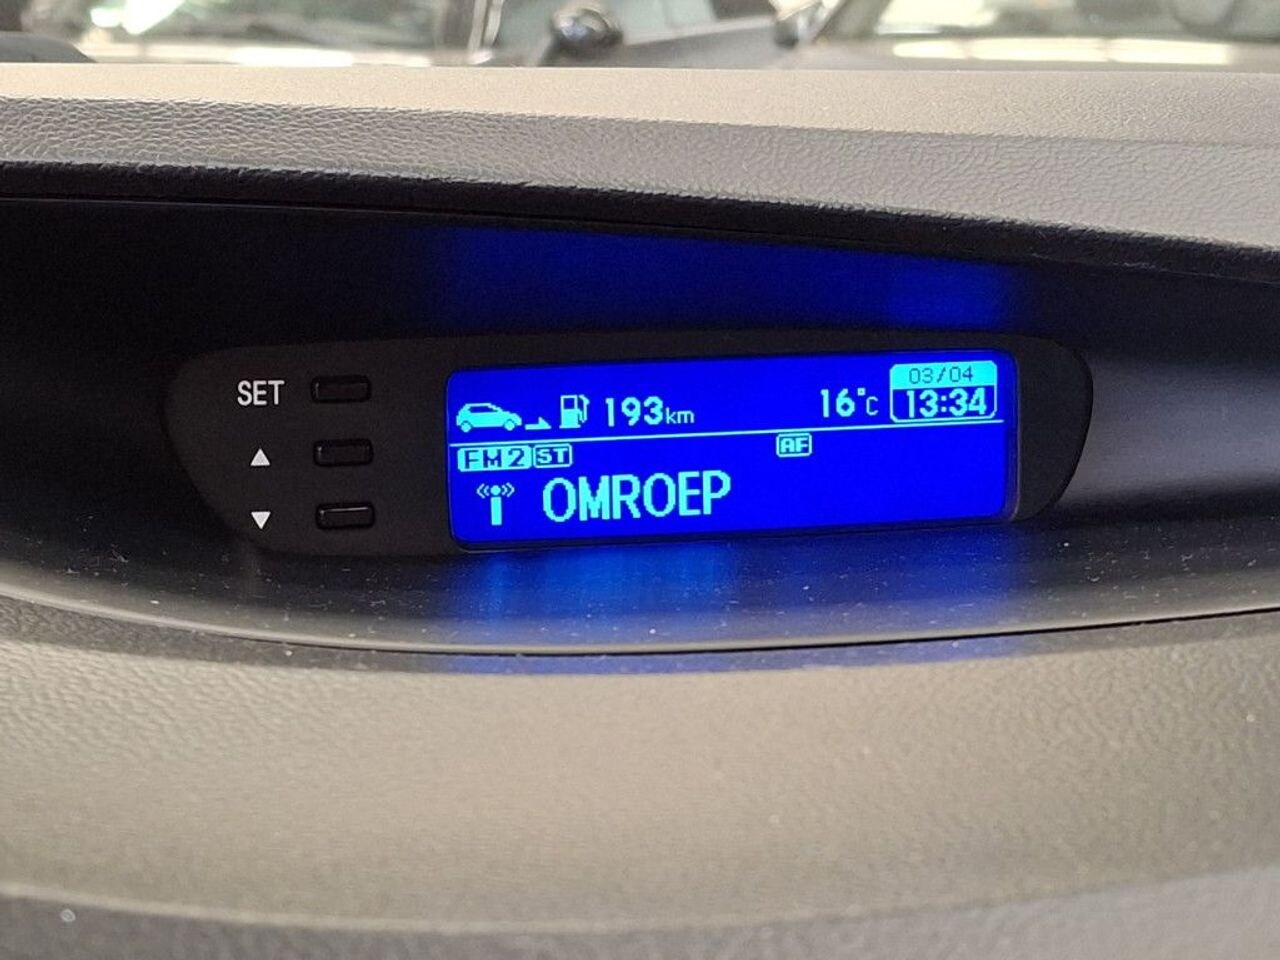 SET
193km 16°C 03/04 13:34
FM2 ST AF
OMROEP